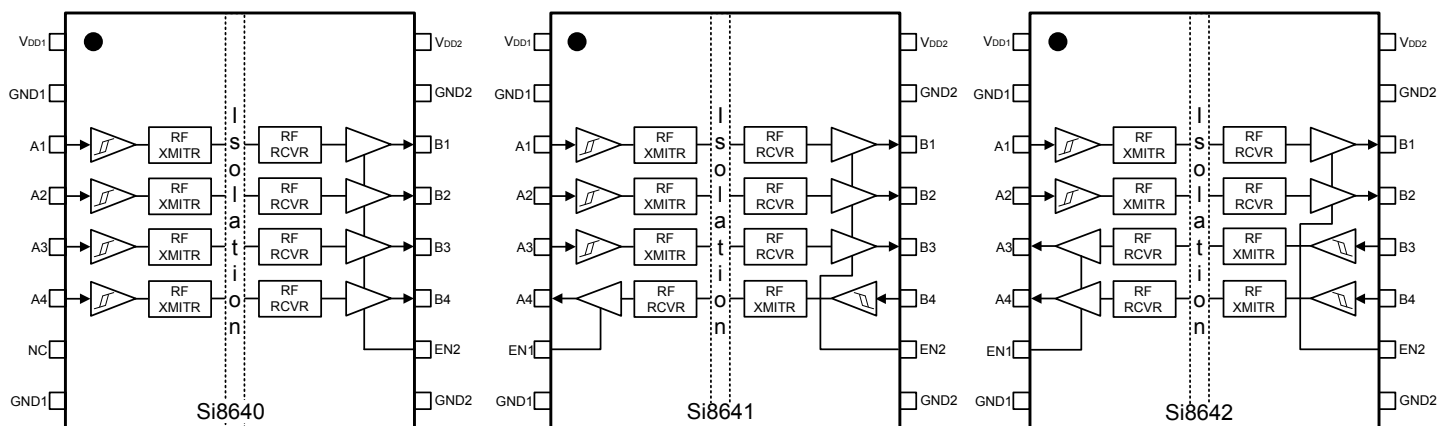 VDD1
VDD2
GND1
GND2
A1
RF XMITR
RF RCVR
B1
A2
RF XMITR
RF RCVR
B2
A3
RF XMITR
RF RCVR
B3
A4
RF XMITR
RF RCVR
B4
NC
EN2
GND1
GND2
Isolation
Si8640
VDD1
VDD2
GND1
GND2
A1
RF XMITR
RF RCVR
B1
A2
RF XMITR
RF RCVR
B2
A3
RF XMITR
RF RCVR
B3
A4
RF RCVR
RF XMITR
B4
EN1
EN2
GND1
GND2
Isolation
Si8641
VDD1
VDD2
GND1
GND2
A1
RF XMITR
RF RCVR
B1
A2
RF XMITR
RF RCVR
B2
A3
RF RCVR
RF XMITR
B3
A4
RF RCVR
RF XMITR
B4
EN1
EN2
GND1
GND2
Isolation
Si8642